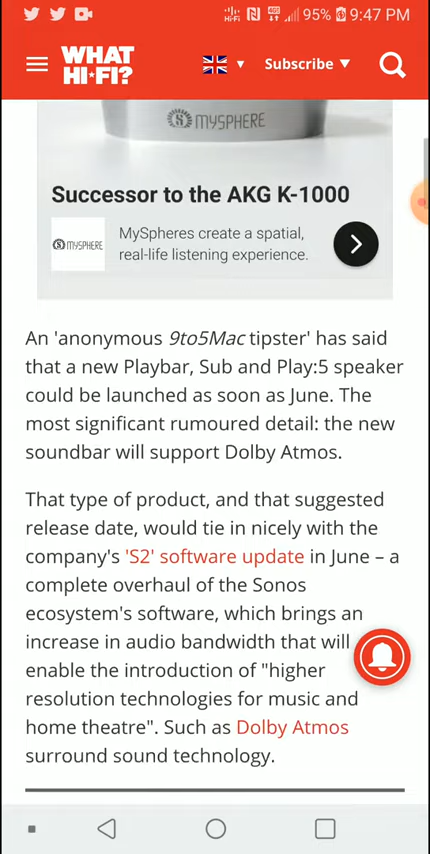 95% 9:47 PM
WHAT
HI-FI?
Subscribe
MYSPHERE
Successor to the AKG K-1000
MYSPHERE
MySpheres create a spatial,
real-life listening experience.
An 'anonymous 9to5Mac tipster' has said
that a new Playbar, Sub and Play:5 speaker
could be launched as soon as June. The
most significant rumoured detail: the new
soundbar will support Dolby Atmos.
That type of product, and that suggested
release date, would tie in nicely with the
company's 'S2' software update in June – a
complete overhaul of the Sonos
ecosystem's software, which brings an
increase in audio bandwidth that will
enable the introduction of "higher
resolution technologies for music and
home theatre". Such as Dolby Atmos
surround sound technology.